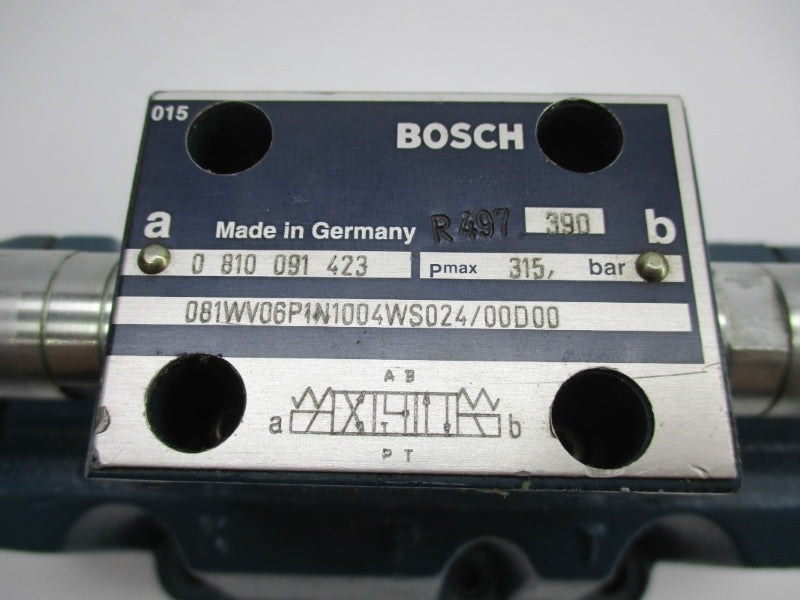 015
BOSCH
a Made in Germany R 497 390 b
0 810 091 423 pmax 315, bar
081WV06P1N1004WS024/00D00
A B
a b
T
P T
X P Y